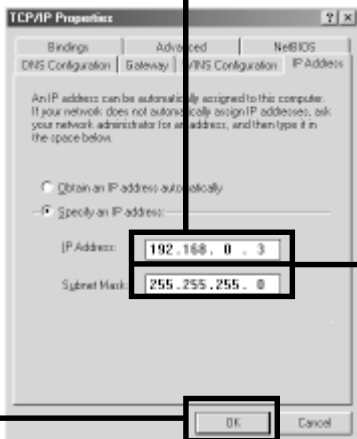 TCP/IP Properties ? ×
Bindings Advanced NetBIOS
DNS Configuration Gateway WINS Configuration IP Address
An IP address can be automatically assigned to this computer.
If your network does not automatically assign IP addresses, ask
your network administrator for an address, and then type it in
the space below.
Obtain an IP address automatically
Specify an IP address:
IP Address: 192.168. 0 . 3
Subnet Mask: 255.255.255. 0
OK Cancel